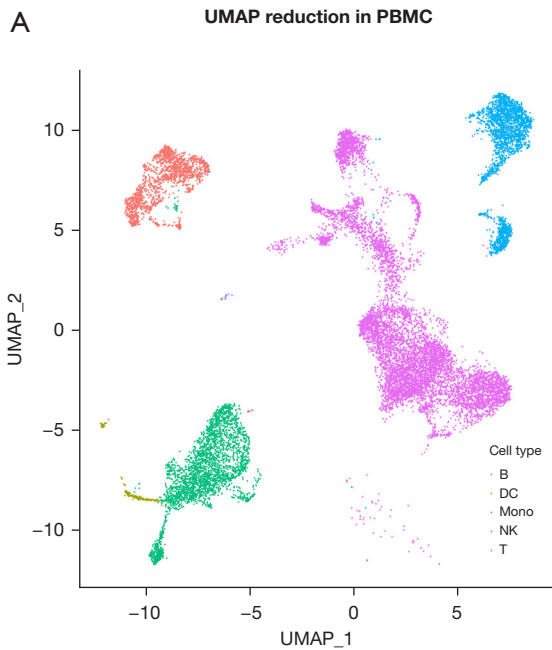 A
UMAP reduction in PBMC
10
5
0
−5
−10
UMAP_2
Cell type
B
DC
Mono
NK
T
−10
−5
0
5
UMAP_1